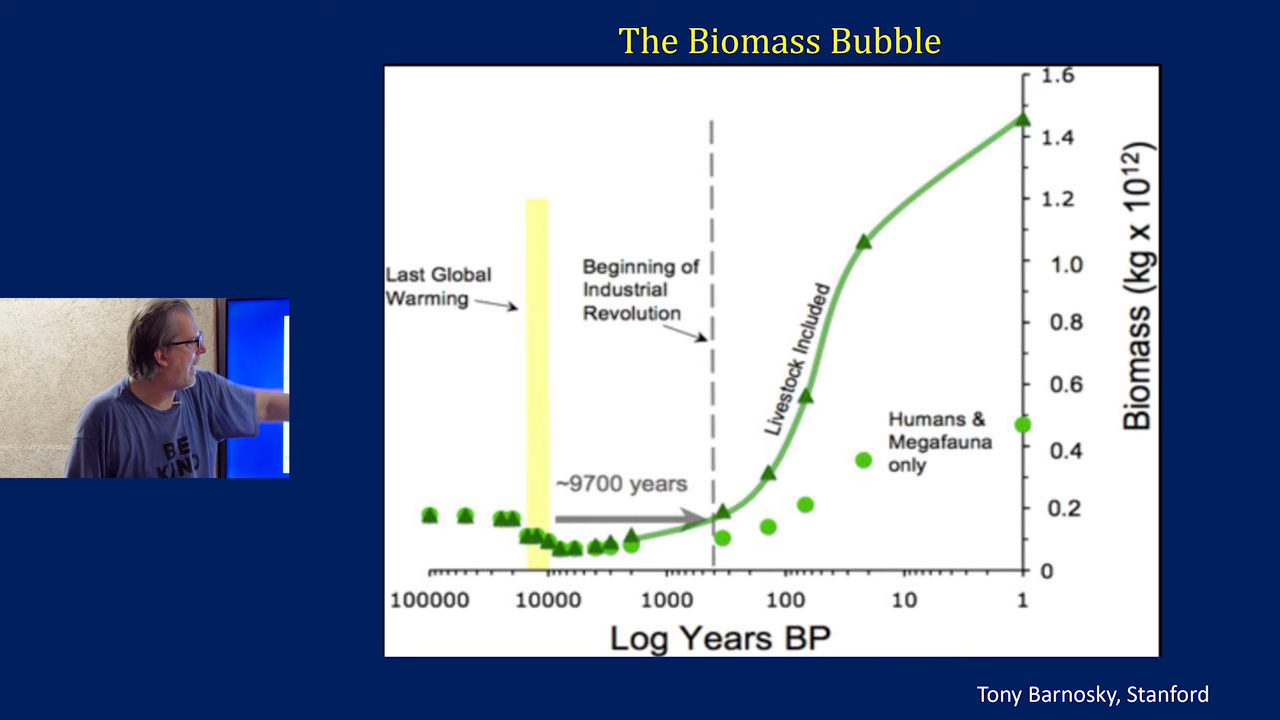 The Biomass Bubble
1.6
1.4
1.2
1.0
0.8
0.6
0.4
0.2
0
Biomass (kg x 10¹²)
Last Global
Warming
Beginning of
Industrial
Revolution
Livestock Included
Humans &
Megafauna
only
~9700 years
100000 10000 1000 100 10 1
Log Years BP
BE
KIND
Tony Barnosky, Stanford